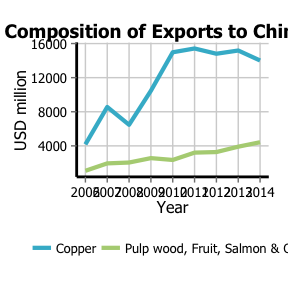 Composition of Exports to Chin
16000
12000
8000
4000
USD million
2006 2007 2008 2009 2010 2011 2012 2013 2014
Year
Copper Pulp wood, Fruit, Salmon &